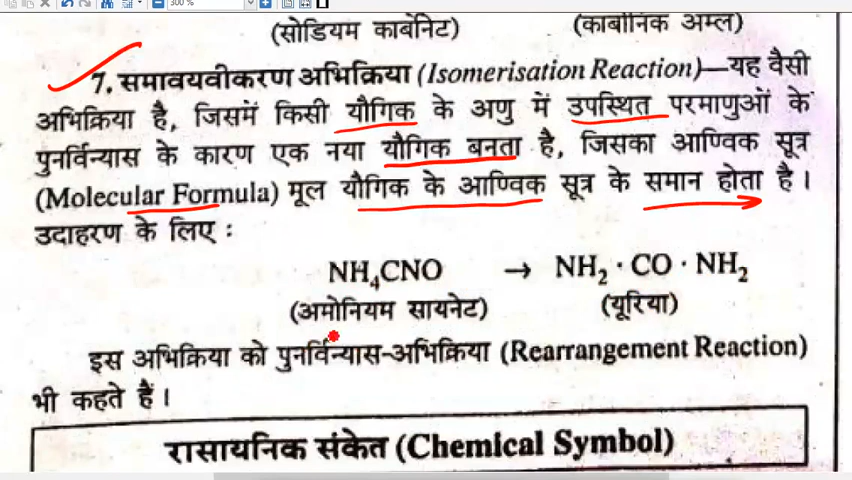 300%
(सोडियम कार्बोनेट) (कार्बोनिक अम्ल)
7. समावयवीकरण अभिक्रिया (Isomerisation Reaction)—यह वैसी
अभिक्रिया है, जिसमें किसी यौगिक के अणु में उपस्थित परमाणुओं के
पुनर्विन्यास के कारण एक नया यौगिक बनता है, जिसका आण्विक सूत्र
(Molecular Formula) मूल यौगिक के आण्विक सूत्र के समान होता है।
उदाहरण के लिए :
NH₄CNO → NH₂ · CO · NH₂
(अमोनियम सायनेट) (यूरिया)
इस अभिक्रिया को पुनर्विन्यास-अभिक्रिया (Rearrangement Reaction)
भी कहते हैं।
रासायनिक संकेत (Chemical Symbol)